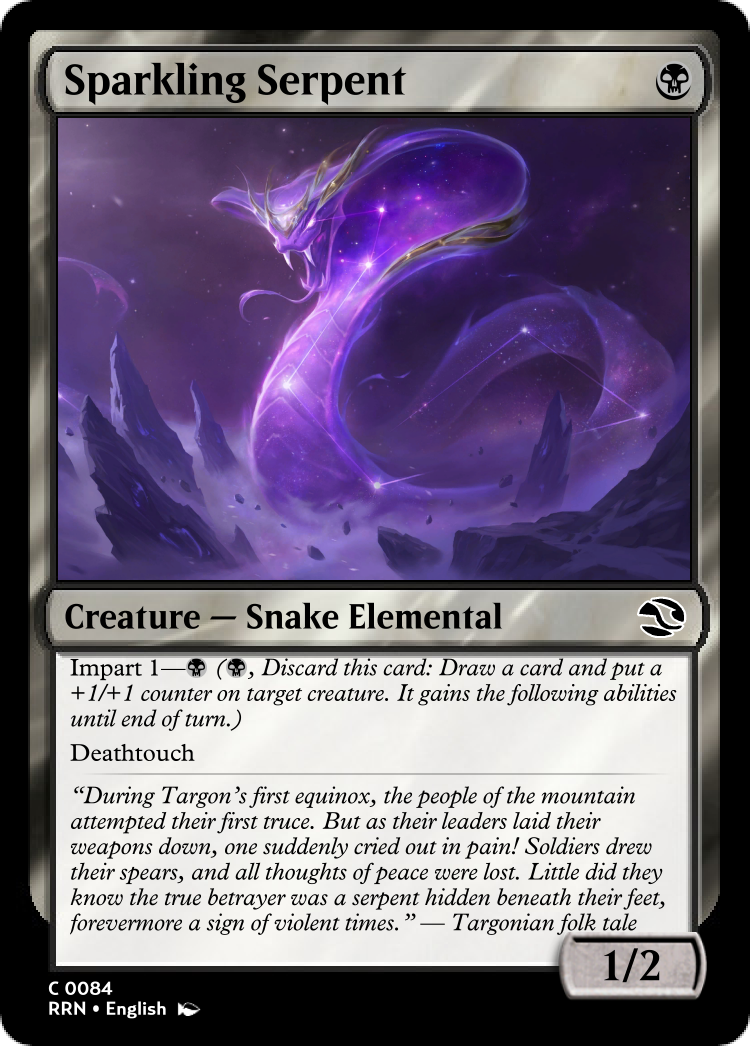 Sparkling Serpent
Creature — Snake Elemental
Impart 1— (, Discard this card: Draw a card and put a
+1/+1 counter on target creature. It gains the following abilities
until end of turn.)
Deathtouch
“During Targon’s first equinox, the people of the mountain
attempted their first truce. But as their leaders laid their
weapons down, one suddenly cried out in pain! Soldiers drew
their spears, and all thoughts of peace were lost. Little did they
know the true betrayer was a serpent hidden beneath their feet,
forevermore a sign of violent times.” — Targonian folk tale
1/2
C 0084
RRN • English